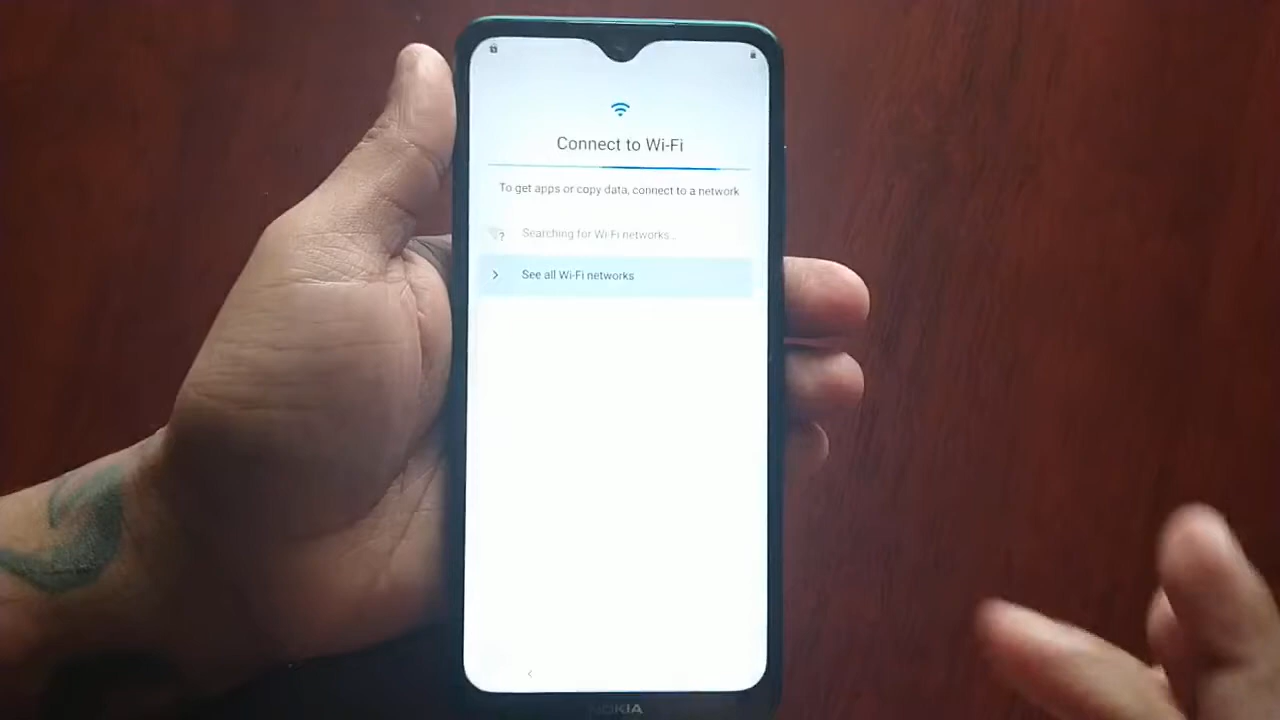 Connect to Wi-Fi
To get apps or copy data, connect to a network
? Searching for Wi-Fi networks...
See all Wi-Fi networks
NOKIA